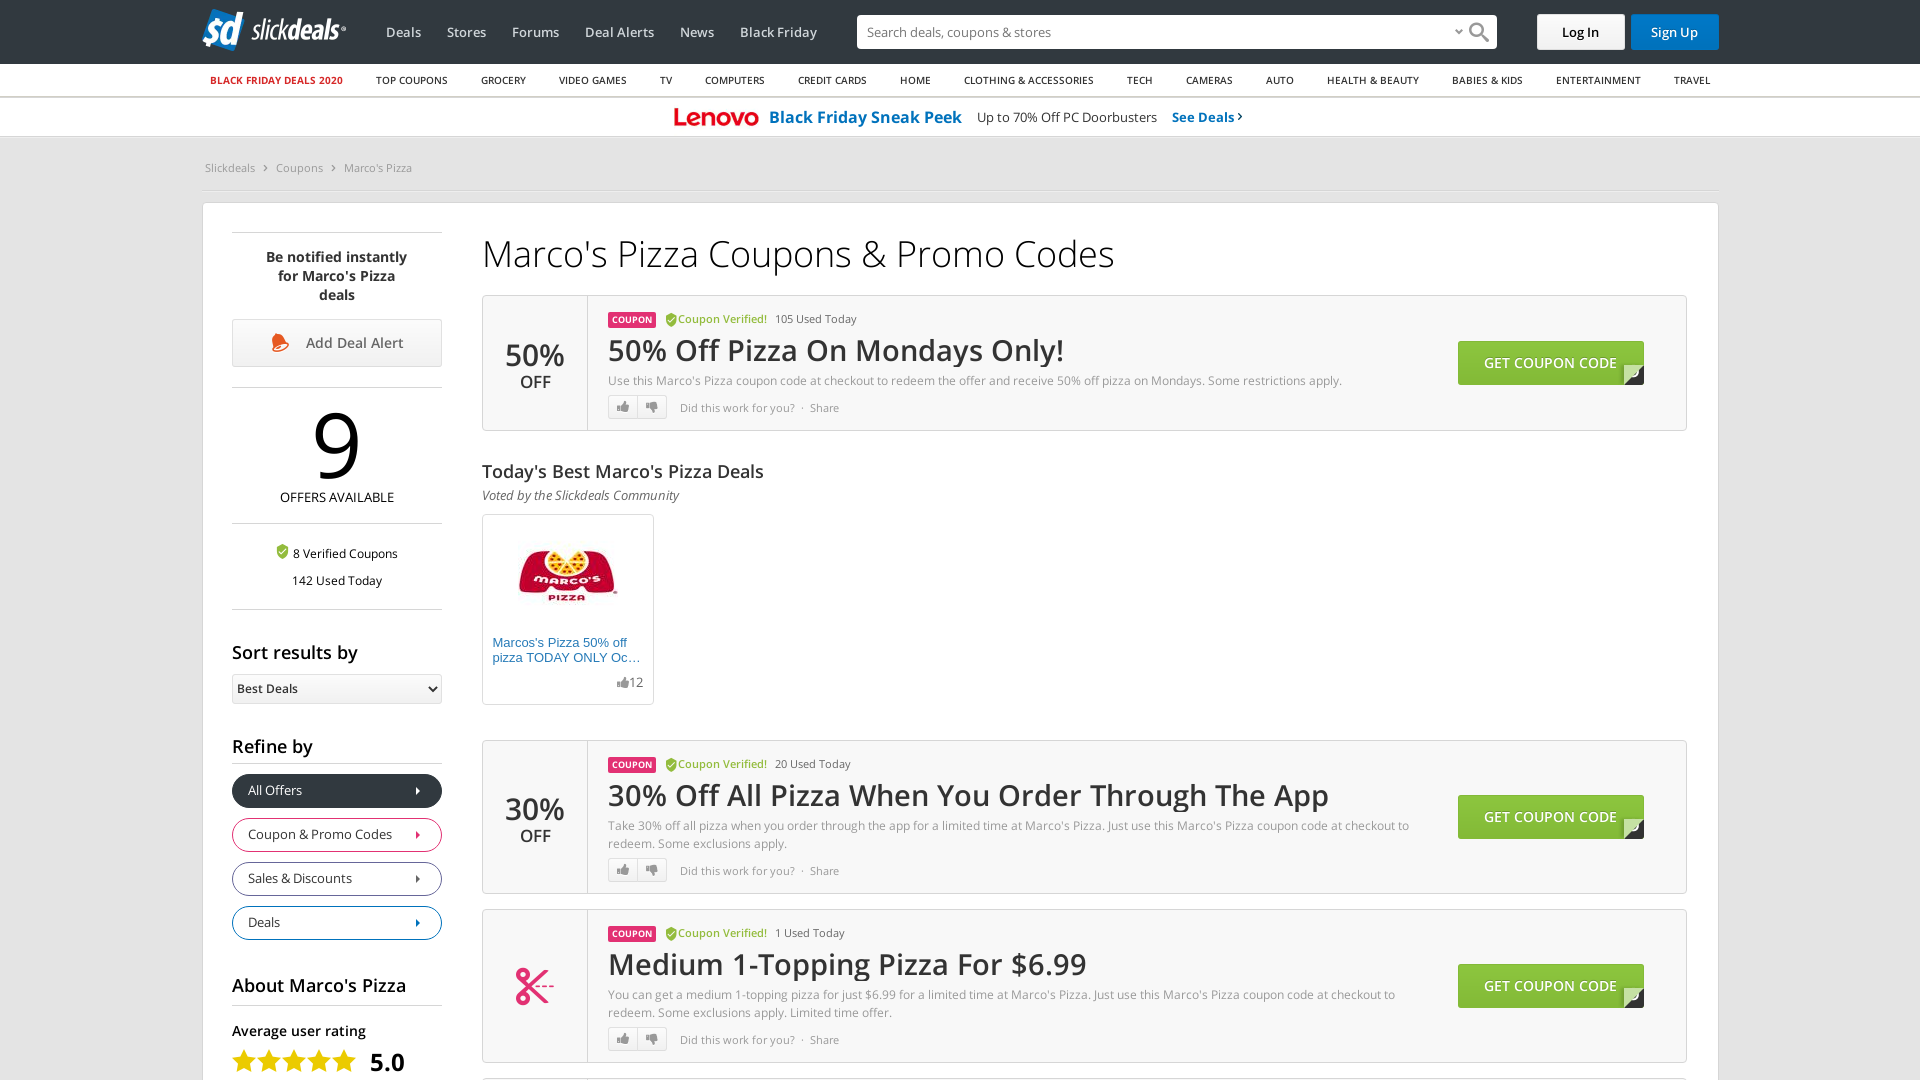 sd slickdeals
Deals
Stores
Forums
Deal Alerts
News
Black Friday
Search deals, coupons & stores
Log In
Sign Up
BLACK FRIDAY DEALS 2020
TOP COUPONS
GROCERY
VIDEO GAMES
TV
COMPUTERS
CREDIT CARDS
HOME
CLOTHING & ACCESSORIES
TECH
CAMERAS
AUTO
HEALTH & BEAUTY
BABIES & KIDS
ENTERTAINMENT
TRAVEL
Lenovo Black Friday Sneak Peek Up to 70% Off PC Doorbusters See Deals
Slickdeals
Coupons
Marco's Pizza
Be notified instantly
for Marco's Pizza
deals
Add Deal Alert
9
OFFERS AVAILABLE
8 Verified Coupons
142 Used Today
Sort results by
Best Deals
Refine by
All Offers
Coupon & Promo Codes
Sales & Discounts
Deals
About Marco's Pizza
Average user rating
5.0
Marco's Pizza Coupons & Promo Codes
50%
OFF
COUPON Coupon Verified! 105 Used Today
50% Off Pizza On Mondays Only!
Use this Marco's Pizza coupon code at checkout to redeem the offer and receive 50% off pizza on Mondays. Some restrictions apply.
Did this work for you? · Share
GET COUPON CODE
Today's Best Marco's Pizza Deals
Voted by the Slickdeals Community
MARCO'S
PIZZA
Marcos's Pizza 50% off
pizza TODAY ONLY Oc...
12
30%
OFF
COUPON Coupon Verified! 20 Used Today
30% Off All Pizza When You Order Through The App
Take 30% off all pizza when you order through the app for a limited time at Marco's Pizza. Just use this Marco's Pizza coupon code at checkout to
redeem. Some exclusions apply.
Did this work for you? · Share
GET COUPON CODE
COUPON Coupon Verified! 1 Used Today
Medium 1-Topping Pizza For $6.99
You can get a medium 1-topping pizza for just $6.99 for a limited time at Marco's Pizza. Just use this Marco's Pizza coupon code at checkout to
redeem. Some exclusions apply. Limited time offer.
Did this work for you? · Share
GET COUPON CODE